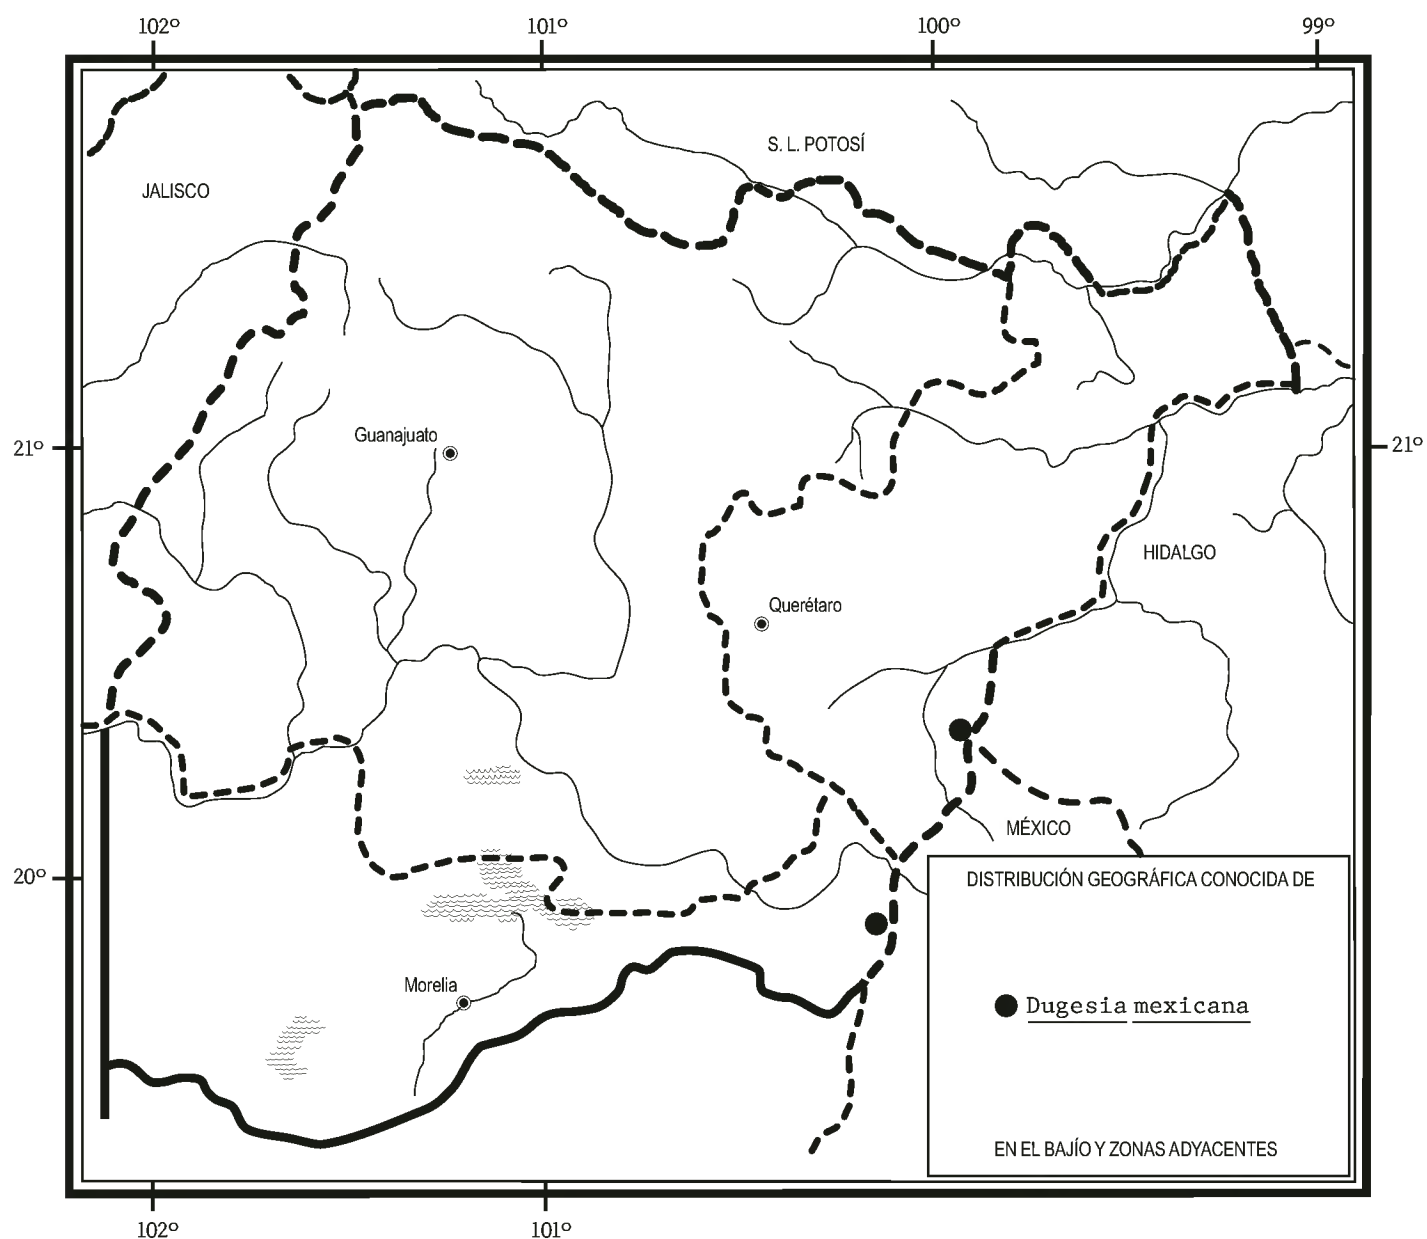 102º 101º 100º 99º
S. L. POTOSÍ
JALISCO
Guanajuato
21º 21º
HIDALGO
Querétaro
MÉXICO
20º
DISTRIBUCIÓN GEOGRÁFICA CONOCIDA DE
Morelia
Dugesia mexicana
EN EL BAJÍO Y ZONAS ADYACENTES
102º 101º